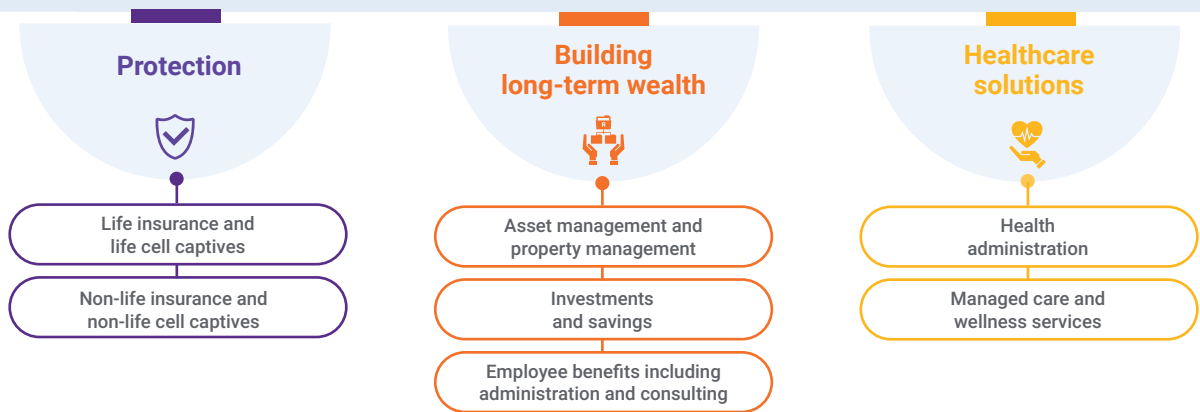 Protection
Life insurance and
life cell captives
Non-life insurance and
non-life cell captives
Building
long-term wealth
Asset management and
property management
Investments
and savings
Employee benefits including
administration and consulting
Healthcare
solutions
Health
administration
Managed care and
wellness services